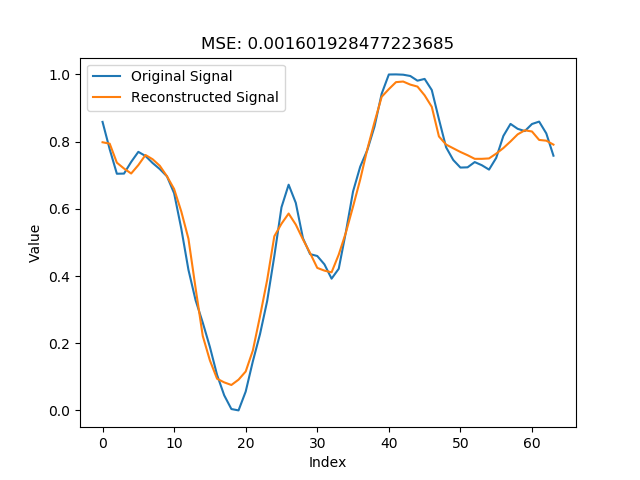 MSE: 0.001601928477223685
Original Signal
Reconstructed Signal
Value
1.0
0.8
0.6
0.4
0.2
0.0
0 10 20 30 40 50 60
Index